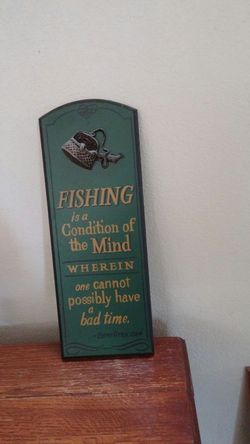 FISHING
is a
Condition of
the Mind
WHEREIN
one cannot
possibly have
a
bad time.